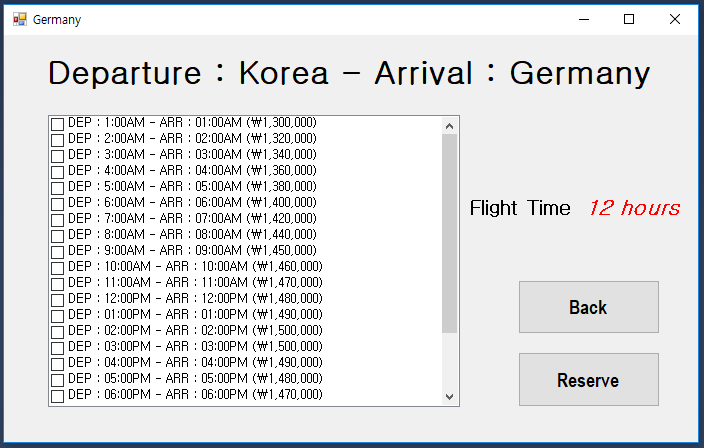 Germany
Departure : Korea - Arrival : Germany
DEP : 1:00AM - ARR : 01:00AM (₩1,300,000)
DEP : 2:00AM - ARR : 02:00AM (₩1,320,000)
DEP : 3:00AM - ARR : 03:00AM (₩1,340,000)
DEP : 4:00AM - ARR : 04:00AM (₩1,360,000)
DEP : 5:00AM - ARR : 05:00AM (₩1,380,000)
DEP : 6:00AM - ARR : 06:00AM (₩1,400,000)
DEP : 7:00AM - ARR : 07:00AM (₩1,420,000)
DEP : 8:00AM - ARR : 08:00AM (₩1,440,000)
DEP : 9:00AM - ARR : 09:00AM (₩1,450,000)
DEP : 10:00AM - ARR : 10:00AM (₩1,460,000)
DEP : 11:00AM - ARR : 11:00AM (₩1,470,000)
DEP : 12:00PM - ARR : 12:00PM (₩1,480,000)
DEP : 01:00PM - ARR : 01:00PM (₩1,490,000)
DEP : 02:00PM - ARR : 02:00PM (₩1,500,000)
DEP : 03:00PM - ARR : 03:00PM (₩1,500,000)
DEP : 04:00PM - ARR : 04:00PM (₩1,490,000)
DEP : 05:00PM - ARR : 05:00PM (₩1,480,000)
DEP : 06:00PM - ARR : 06:00PM (₩1,470,000)
Flight Time 12 hours
Back
Reserve